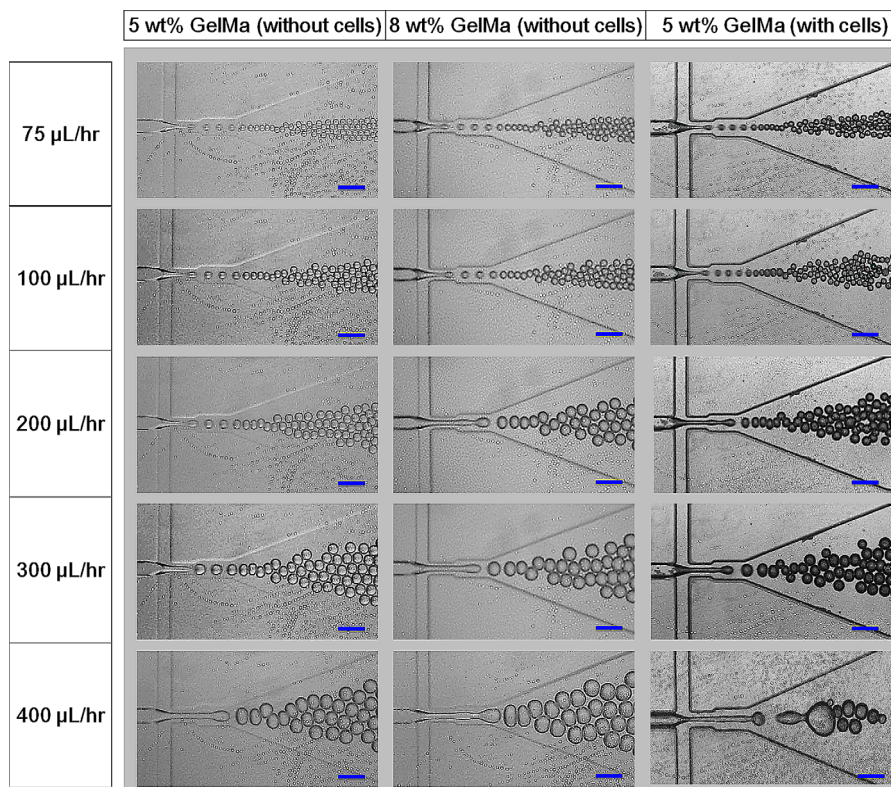 5 wt% GelMa (without cells)
8 wt% GelMa (without cells)
5 wt% GelMa (with cells)
75 µL/hr
100 µL/hr
200 µL/hr
300 µL/hr
400 µL/hr